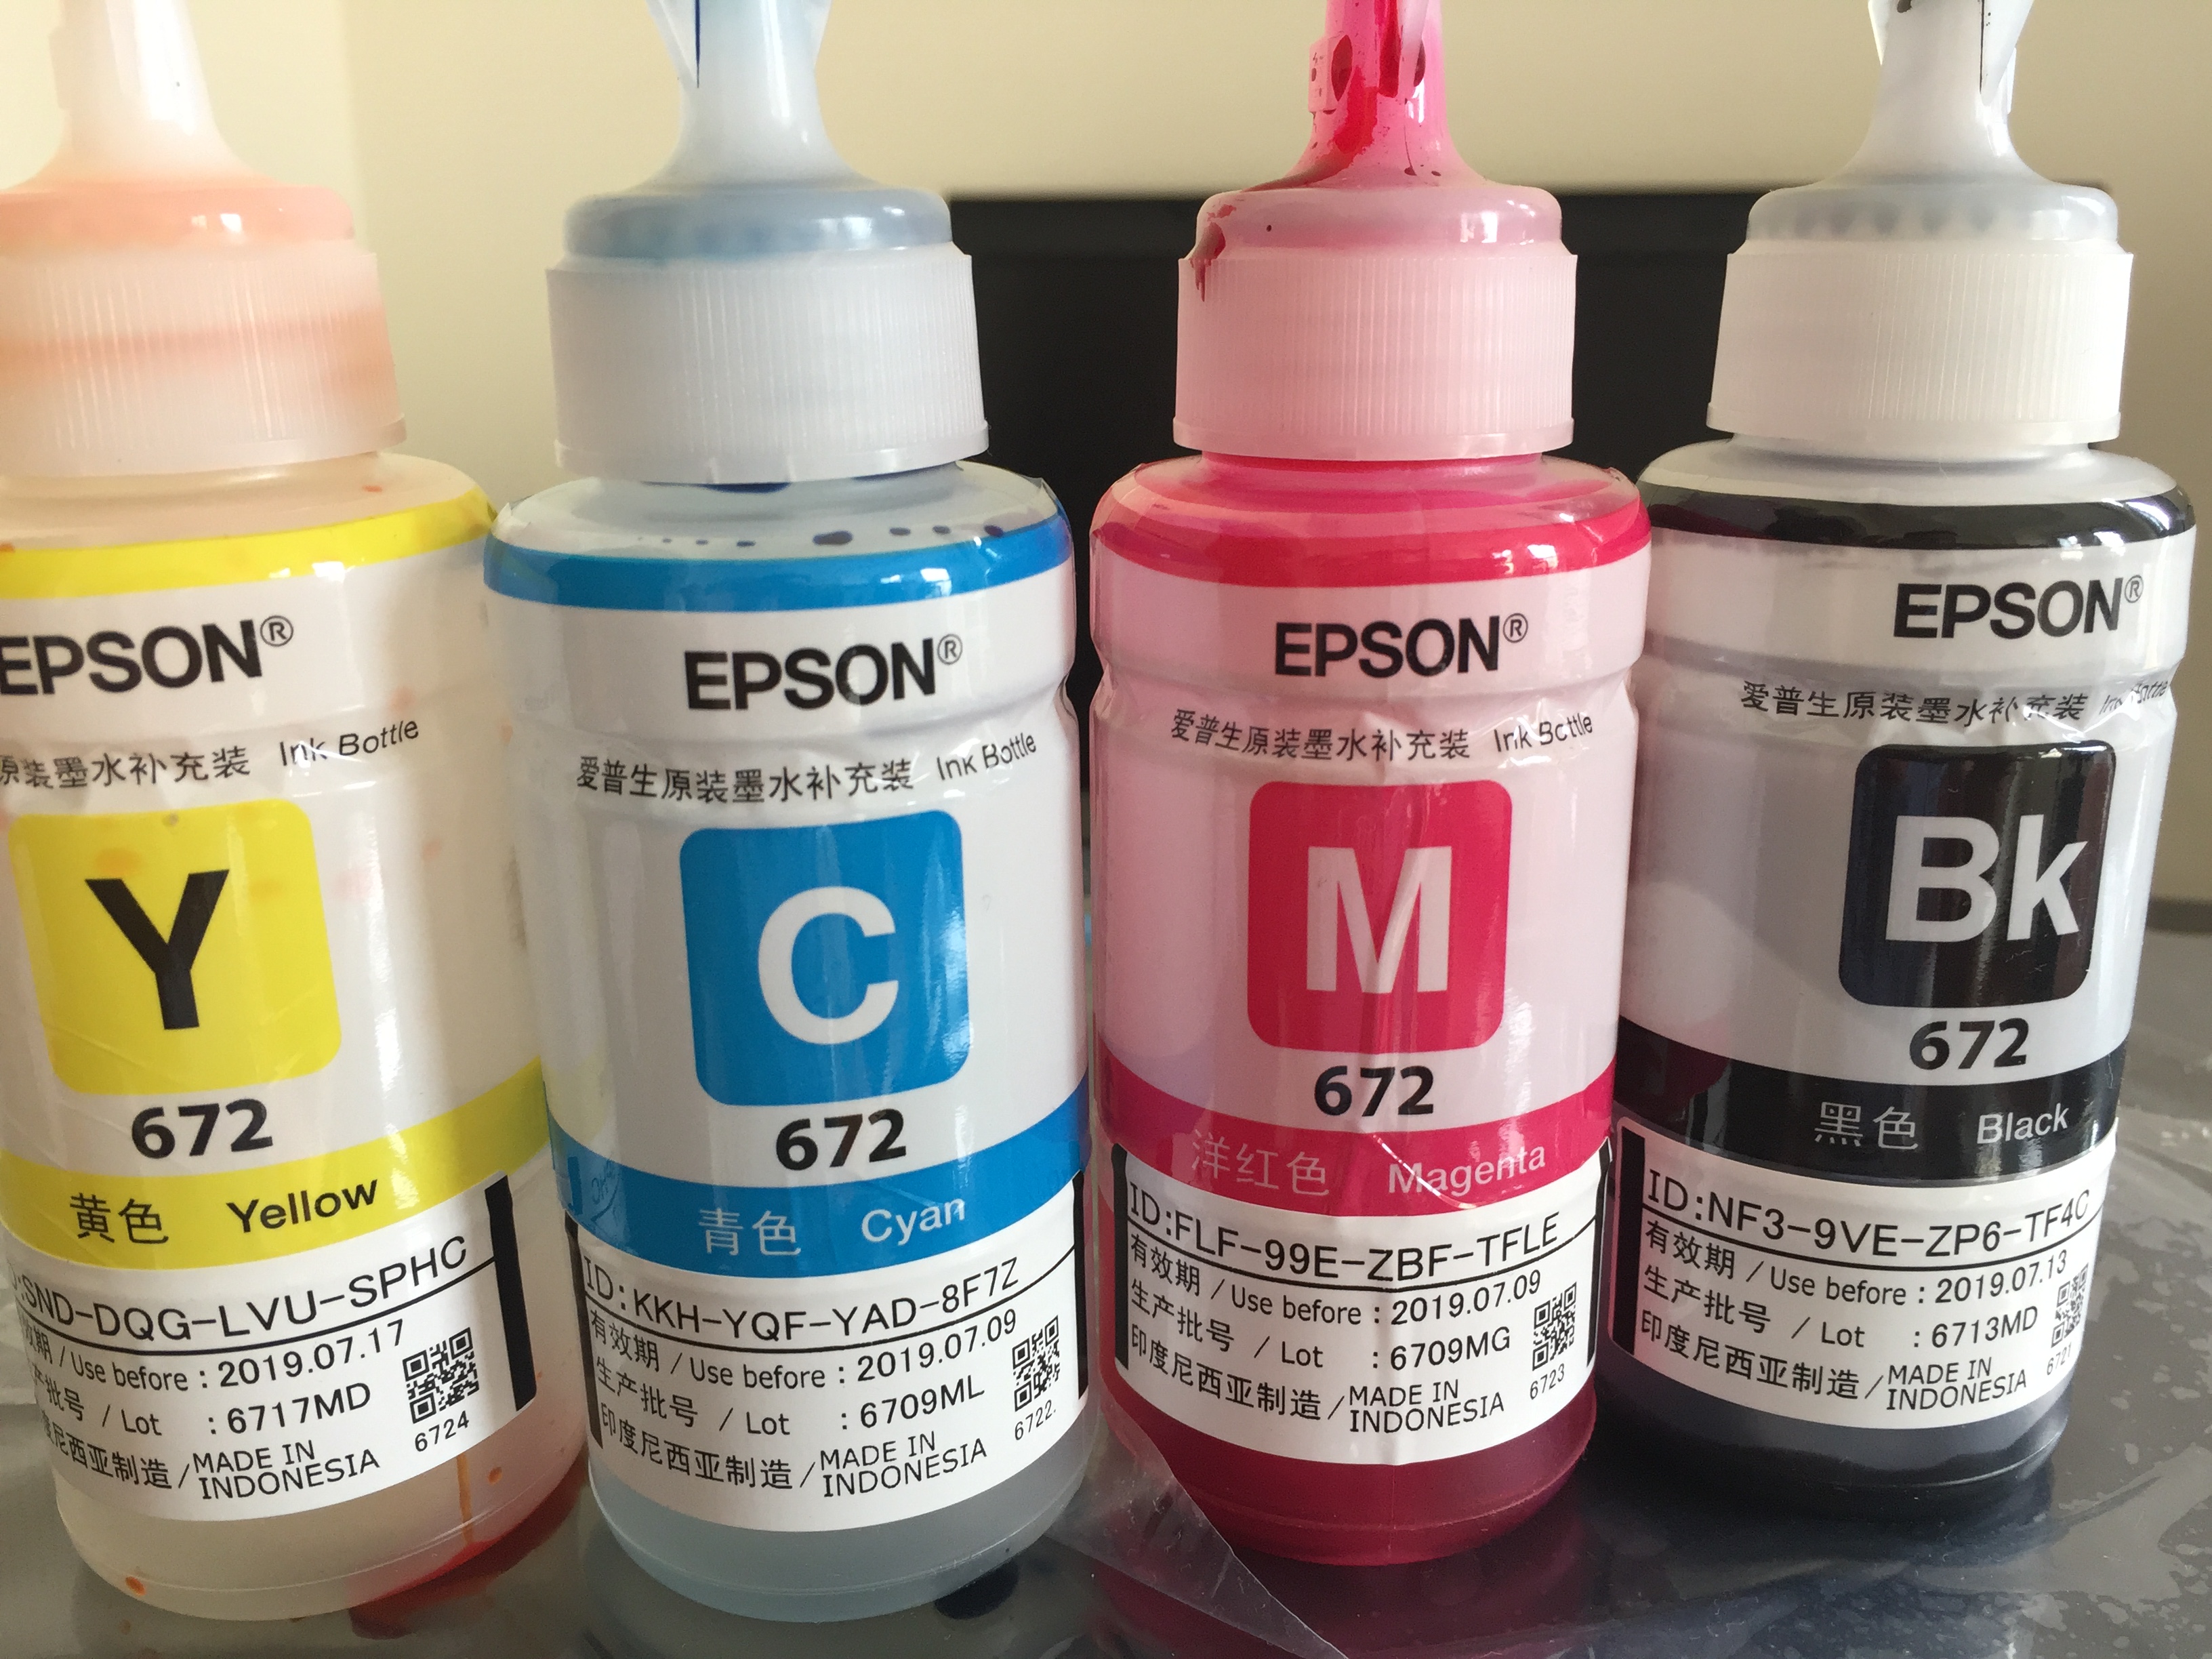 EPSON®
原装墨水补充装 Ink Bottle
Y
672
黄色 Yellow
SND-DQG-LVU-SPHC
/ Use before : 2019.07.17
/ Lot : 6717MD
尼西亚制造 / MADE IN INDONESIA
6724
EPSON®
爱普生原装墨水补充装 Ink Bottle
C
672
青色 Cyan
ID:KKH-YQF-YAD-8F7Z
有效期 / Use before : 2019.07.09
生产批号 / Lot : 6709ML
印度尼西亚制造 / MADE IN INDONESIA
6722
EPSON®
爱普生原装墨水补充装 Ink Bottle
M
672
洋红色 Magenta
ID:FLF-99E-ZBF-TFLE
有效期 / Use before : 2019.07.09
生产批号 / Lot : 6709MG
印度尼西亚制造 / MADE IN INDONESIA
6723
EPSON®
爱普生原装墨水补充装 Ink Bottle
Bk
672
黑色 Black
ID:NF3-9VE-ZP6-TF4C
有效期 / Use before : 2019.07.13
生产批号 / Lot : 6713MD
印度尼西亚制造 / MADE IN INDONESIA
6721